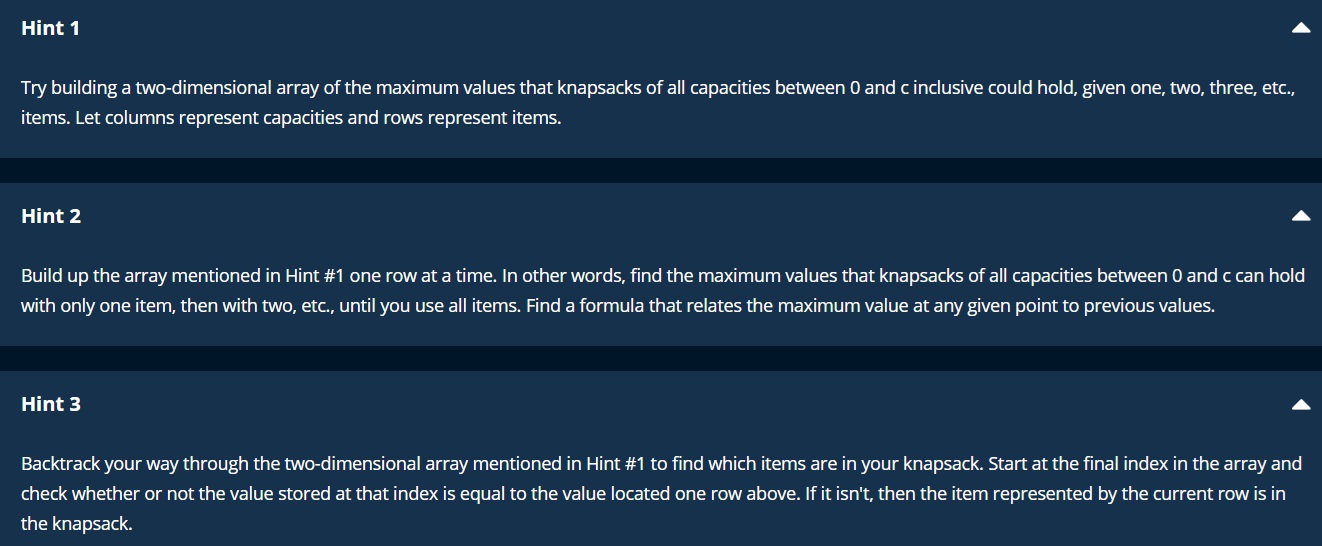 Hint 1
Try building a two-dimensional array of the maximum values that knapsacks of all capacities between 0 and c inclusive could hold, given one, two, three, etc.,
items. Let columns represent capacities and rows represent items.
Hint 2
Build up the array mentioned in Hint #1 one row at a time. In other words, find the maximum values that knapsacks of all capacities between 0 and c can hold
with only one item, then with two, etc., until you use all items. Find a formula that relates the maximum value at any given point to previous values.
Hint 3
Backtrack your way through the two-dimensional array mentioned in Hint #1 to find which items are in your knapsack. Start at the final index in the array and
check whether or not the value stored at that index is equal to the value located one row above. If it isn't, then the item represented by the current row is in
the knapsack.